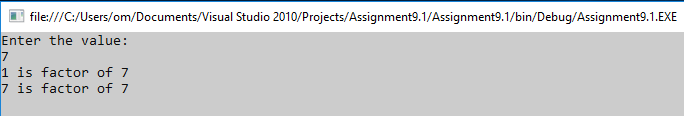 file:///C:/Users/om/Documents/Visual Studio 2010/Projects/Assignment9.1/Assignment9.1/bin/Debug/Assignment9.1.EXE
Enter the value:
7
1 is factor of 7
7 is factor of 7